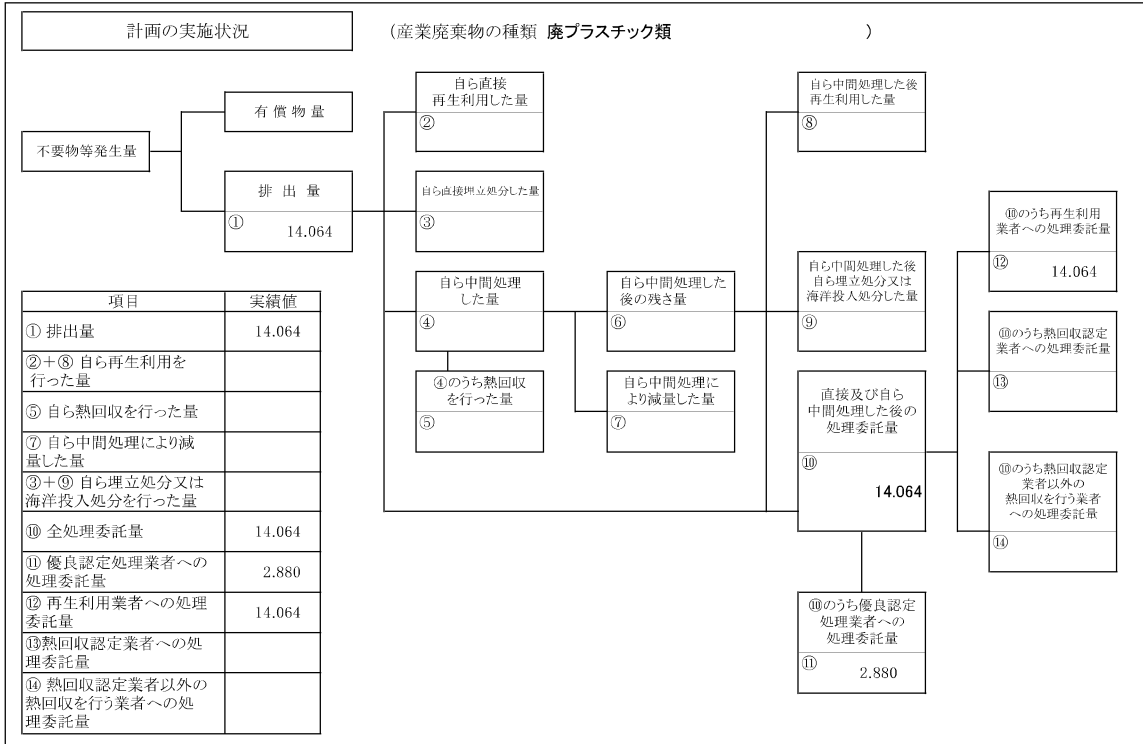 計画の実施状況
（産業廃棄物の種類 廃プラスチック類 ）
不要物等発生量
有償物量
排出量
①
14.064
自ら直接
再生利用した量
②
自ら直接埋立処分した量
③
自ら中間処理
した量
④
④のうち熱回収
を行った量
⑤
自ら中間処理した
後の残さ量
⑥
自ら中間処理に
より減量した量
⑦
自ら中間処理した後
再生利用した量
⑧
自ら中間処理した後
自ら埋立処分又は
海洋投入処分した量
⑨
直接及び自ら
中間処理した後の
処理委託量
⑩
14.064
⑩のうち優良認定
処理業者への
処理委託量
⑪
2.880
⑩のうち再生利用
業者への処理委託量
⑫
14.064
⑩のうち熱回収認定
業者への処理委託量
⑬
⑩のうち熱回収認定
業者以外の
熱回収を行う業者
への処理委託量
⑭
項目 実績値
① 排出量 14.064
②＋⑧ 自ら再生利用を
行った量
⑤ 自ら熱回収を行った量
⑦ 自ら中間処理により減
量した量
③＋⑨ 自ら埋立処分又は
海洋投入処分を行った量
⑩ 全処理委託量 14.064
⑪ 優良認定処理業者への
処理委託量 2.880
⑫ 再生利用業者への処理
委託量 14.064
⑬熱回収認定業者への処
理委託量
⑭ 熱回収認定業者以外の
熱回収を行う業者への処
理委託量